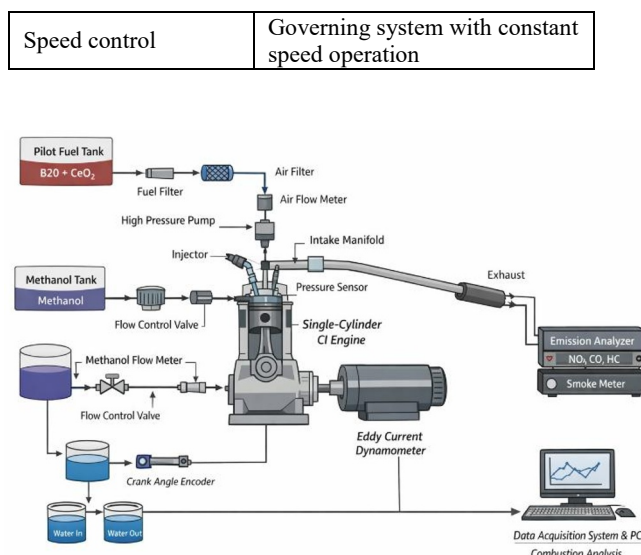 Speed control
Governing system with constant
speed operation
Pilot Fuel Tank
B20 + CeO₂
Fuel Filter
Air Filter
Air Flow Meter
High Pressure Pump
Intake Manifold
Injector
Pressure Sensor
Exhaust
Methanol Tank
Methanol
Flow Control Valve
Single-Cylinder
CI Engine
Emission Analyzer
NOₓ, CO, HC
Smoke Meter
Methanol Flow Meter
Flow Control Valve
Eddy Current
Dynamometer
Crank Angle Encoder
Water In
Water Out
Data Acquisition System & PC
Combustion Analysis